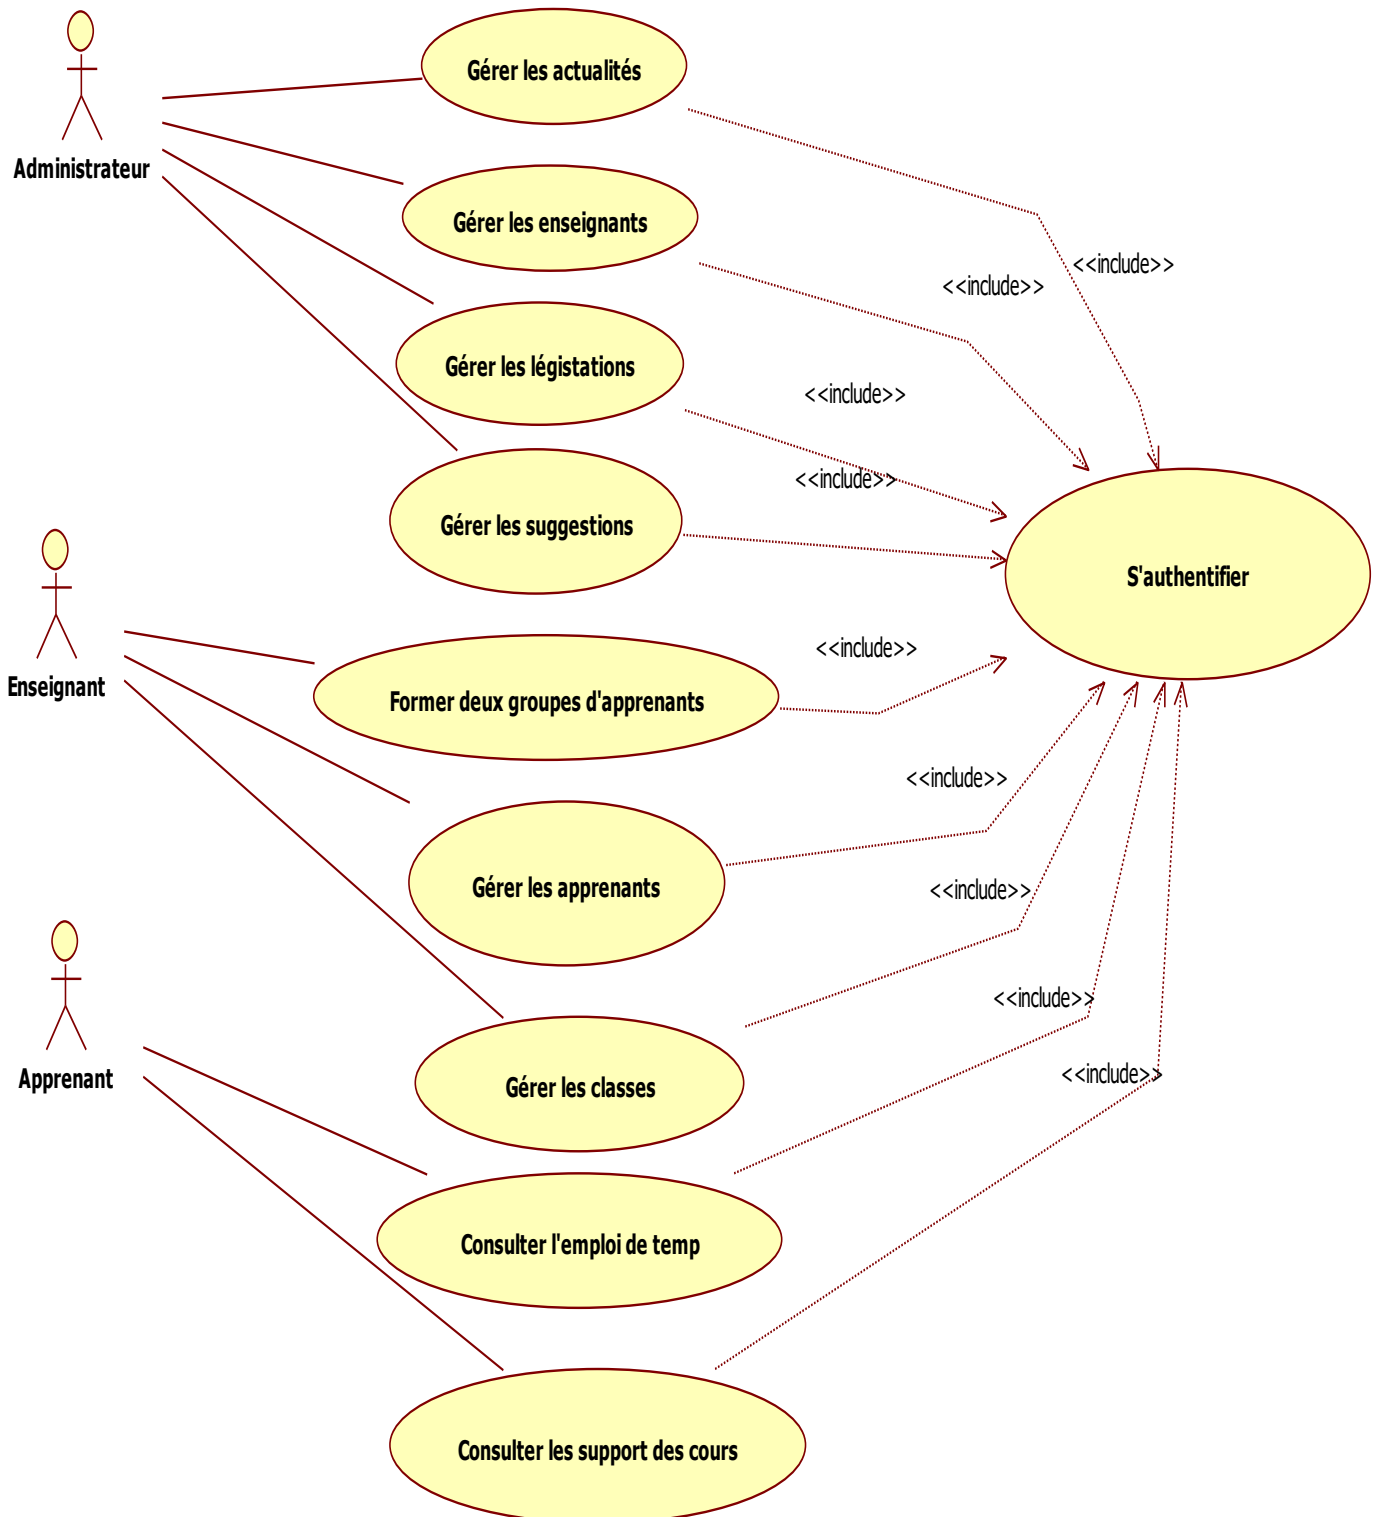 Administrateur
Gérer les actualités
Gérer les enseignants
<<include>>
<<include>>
Gérer les légistations
<<include>>
<<include>>
Gérer les suggestions
S'authentifier
Enseignant
<<include>>
Former deux groupes d'apprenants
<<include>>
Gérer les apprenants
<<include>>
Apprenant
Gérer les classes
<<include>>
<<include>>
Consulter l'emploi de temp
Consulter les support des cours